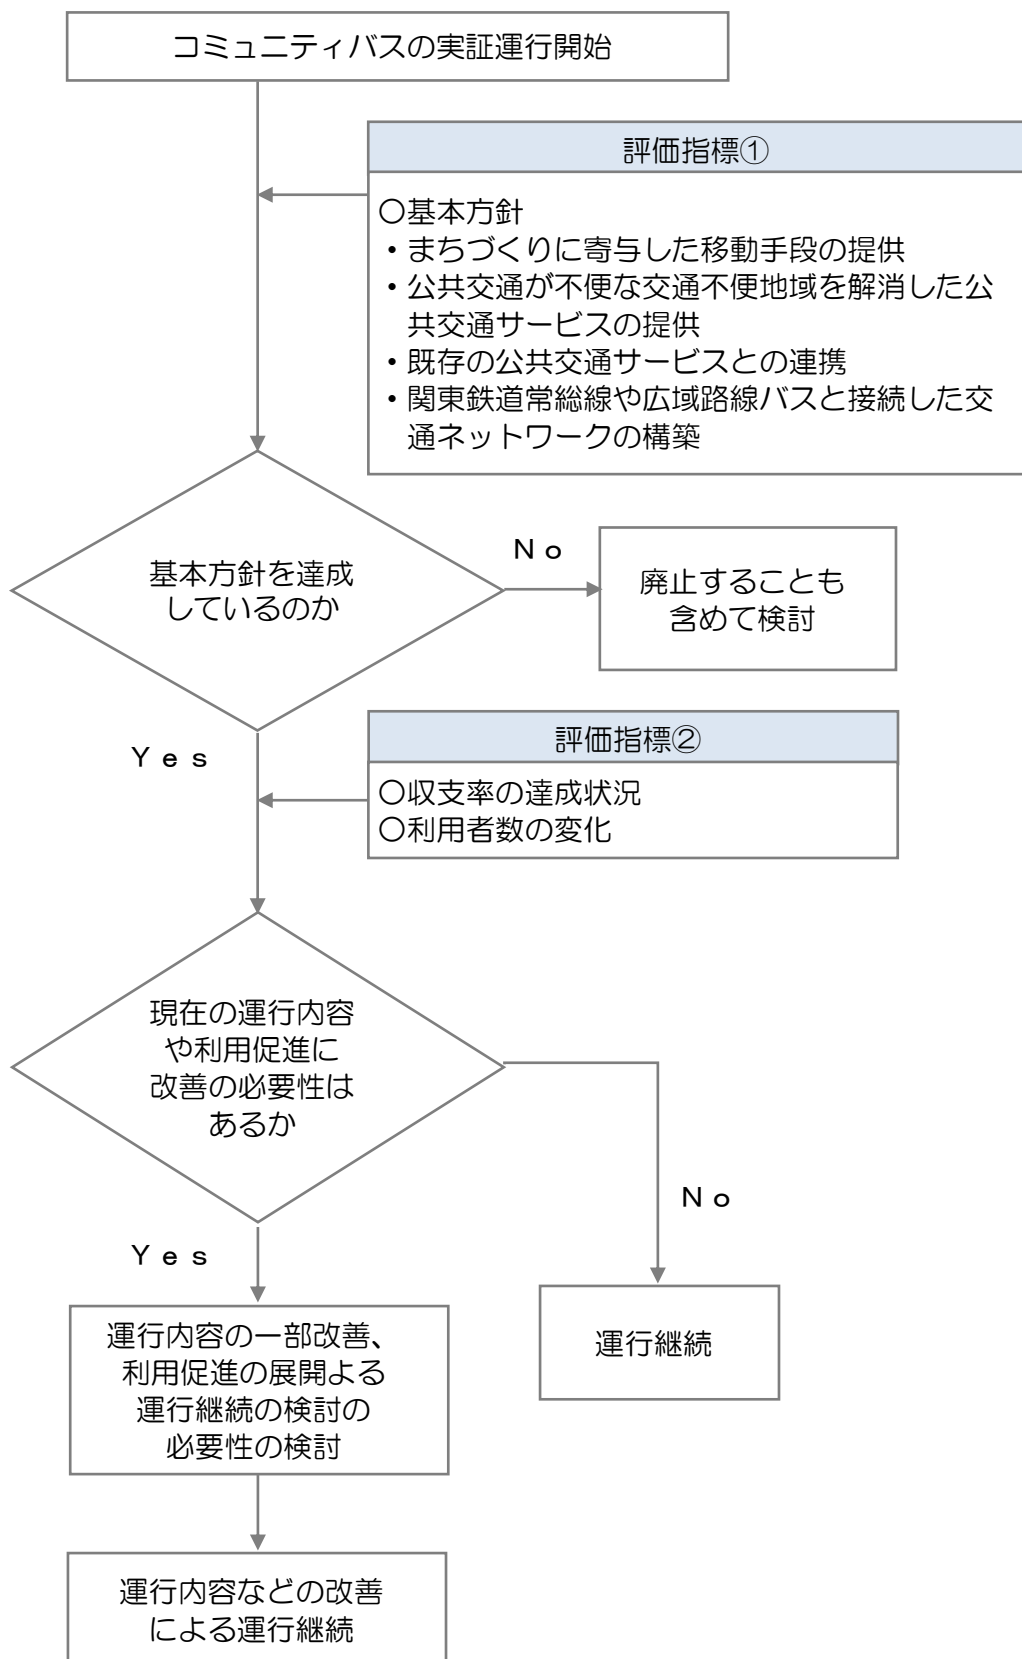 コミュニティバスの実証運行開始
評価指標①
○基本方針
・まちづくりに寄与した移動手段の提供
・公共交通が不便な交通不便地域を解消した公
共交通サービスの提供
・既存の公共交通サービスとの連携
・関東鉄道常総線や広域路線バスと接続した交
通ネットワークの構築
基本方針を達成
しているのか
Ｎｏ
廃止することも
含めて検討
Ｙｅｓ
評価指標②
○収支率の達成状況
○利用者数の変化
現在の運行内容
や利用促進に
改善の必要性は
あるか
Ｎｏ
Ｙｅｓ
運行内容の一部改善、
利用促進の展開よる
運行継続の検討の
必要性の検討
運行継続
運行内容などの改善
による運行継続